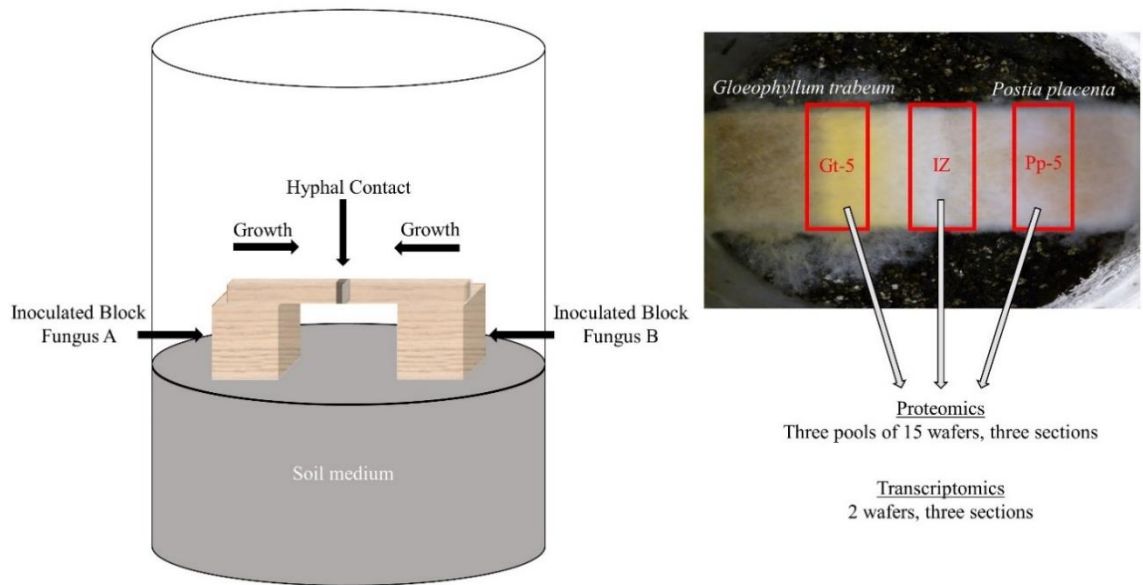 Hyphal Contact
Growth
Growth
Inoculated Block
Fungus A
Inoculated Block
Fungus B
Soil medium
Gloeophyllum trabeum
Postia placenta
Gt-5
IZ
Pp-5
Proteomics
Three pools of 15 wafers, three sections
Transcriptomics
2 wafers, three sections